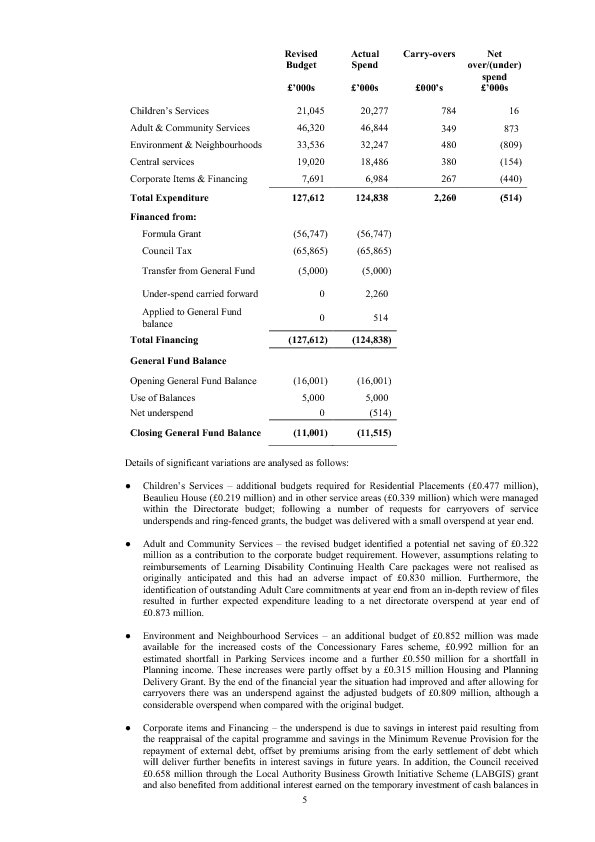 Revised Budget Actual Spend Carry-overs Net over/(under) spend
£'000s £'000s £000's £'000s
Children's Services 21,045 20,277 784 16
Adult & Community Services 46,320 46,844 349 873
Environment & Neighbourhoods 33,536 32,247 480 (809)
Central services 19,020 18,486 380 (154)
Corporate Items & Financing 7,691 6,984 267 (440)
Total Expenditure 127,612 124,838 2,260 (514)
Financed from:
Formula Grant (56,747) (56,747)
Council Tax (65,865) (65,865)
Transfer from General Fund (5,000) (5,000)
Under-spend carried forward 0 2,260
Applied to General Fund balance 0 514
Total Financing (127,612) (124,838)
General Fund Balance
Opening General Fund Balance (16,001) (16,001)
Use of Balances 5,000 5,000
Net underspend 0 (514)
Closing General Fund Balance (11,001) (11,515)
Details of significant variations are analysed as follows:
● Children's Services – additional budgets required for Residential Placements (£0.477 million),
Beaulieu House (£0.219 million) and in other service areas (£0.339 million) which were managed
within the Directorate budget; following a number of requests for carryovers of service
underspends and ring-fenced grants, the budget was delivered with a small overspend at year end.
● Adult and Community Services – the revised budget identified a potential net saving of £0.322
million as a contribution to the corporate budget requirement. However, assumptions relating to
reimbursements of Learning Disability Continuing Health Care packages were not realised as
originally anticipated and this had an adverse impact of £0.830 million. Furthermore, the
identification of outstanding Adult Care commitments at year end from an in-depth review of files
resulted in further expected expenditure leading to a net directorate overspend at year end of
£0.873 million.
● Environment and Neighbourhood Services – an additional budget of £0.852 million was made
available for the increased costs of the Concessionary Fares scheme, £0.992 million for an
estimated shortfall in Parking Services income and a further £0.550 million for a shortfall in
Planning income. These increases were partly offset by a £0.315 million Housing and Planning
Delivery Grant. By the end of the financial year the situation had improved and after allowing for
carryovers there was an underspend against the adjusted budgets of £0.809 million, although a
considerable overspend when compared with the original budget.
● Corporate items and Financing – the underspend is due to savings in interest paid resulting from
the reappraisal of the capital programme and savings in the Minimum Revenue Provision for the
repayment of external debt, offset by premiums arising from the early settlement of debt which
will deliver further benefits in interest savings in future years. In addition, the Council received
£0.658 million through the Local Authority Business Growth Initiative Scheme (LABGIS) grant
and also benefited from additional interest earned on the temporary investment of cash balances in
5